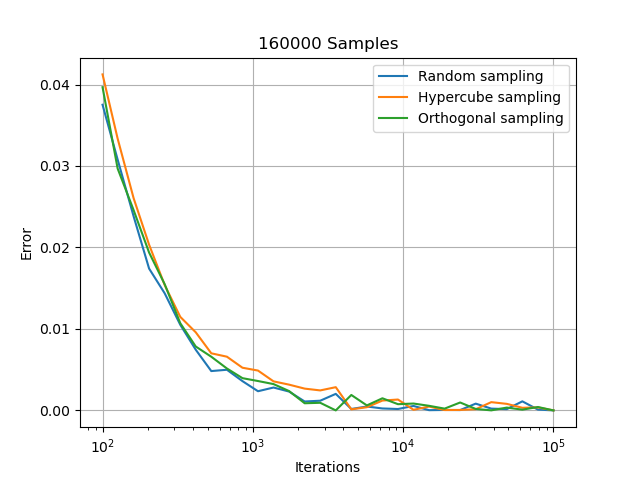 160000 Samples
Random sampling
Hypercube sampling
Orthogonal sampling
0.04
0.03
0.02
0.01
0.00
Error
10² 10³ 10⁴ 10⁵
Iterations